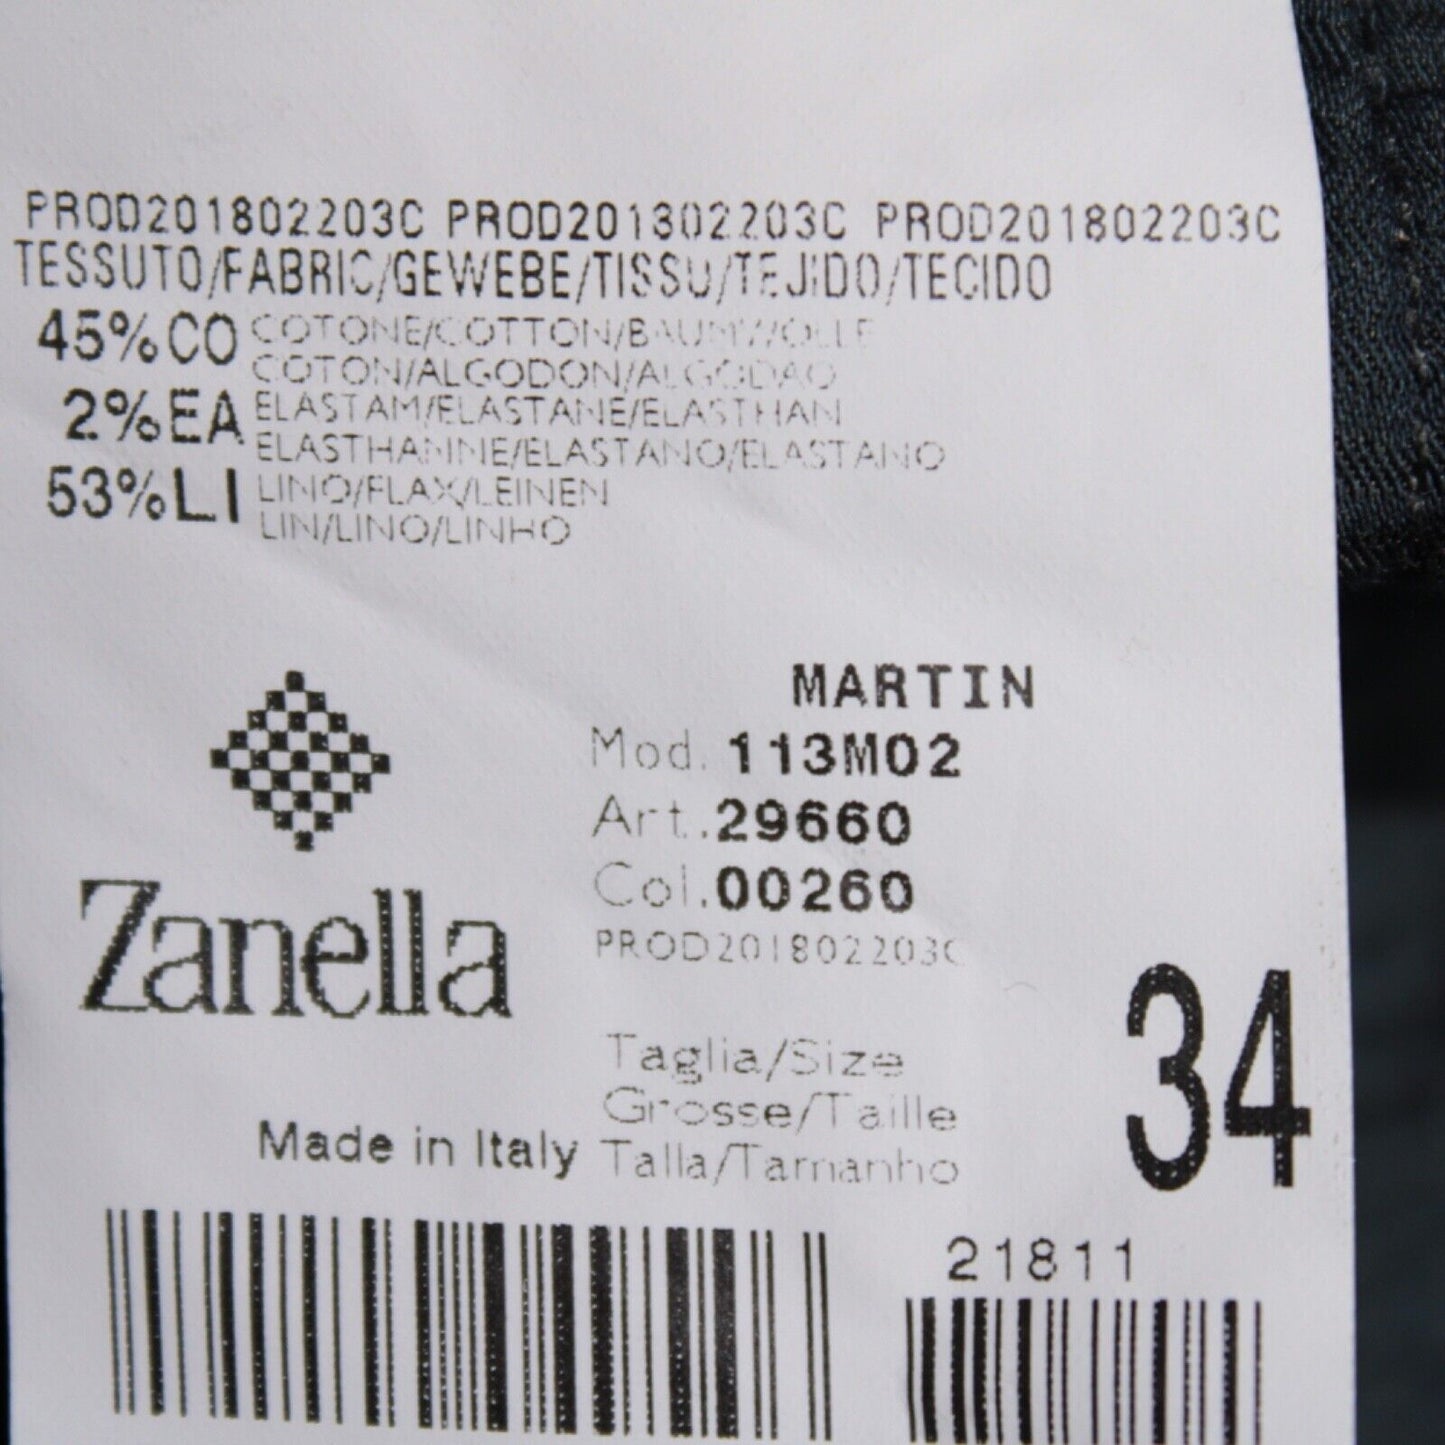 PROD201802203C PROD201802203C PROD201802203C
TESSUTO/FABRIC/GEWEBE/TISSU/TEJIDO/TECIDO
45%CO COTONE/COTTON/BAUMWOLLE
COTON/ALGODON/ALGODAO
2%EA ELASTAM/ELASTANE/ELASTHAN
ELASTHANNE/ELASTANO/ELASTANO
53%LI LINO/FLAX/LEINEN
LIN/LINO/LINHO
MARTIN
Mod. 113M02
Art. 29660
Col. 00260
PROD201802203C
Zanella
Made in Italy
Taglia/Size
Grosse/Taille
Talla/Tamanho
34
21811